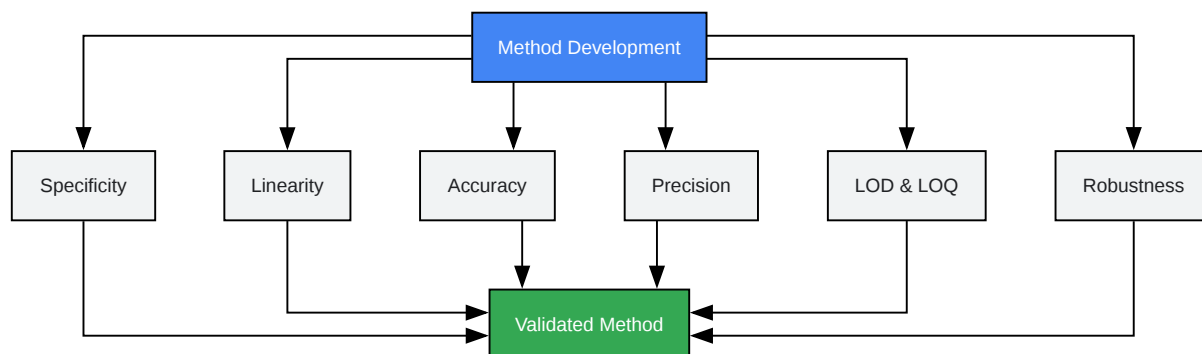 Method Development
Specificity
Linearity
Accuracy
Precision
LOD & LOQ
Robustness
Validated Method